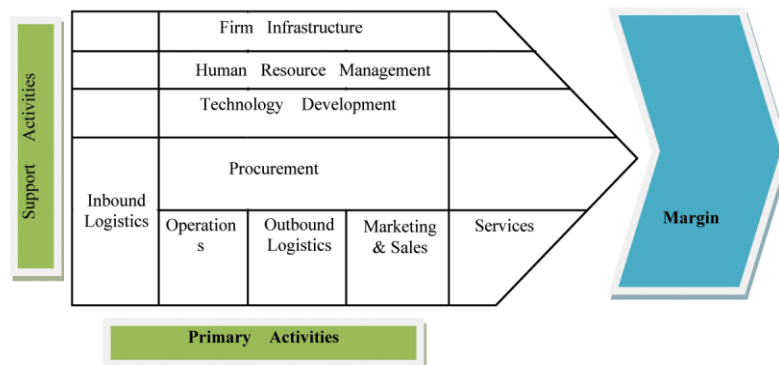 Firm Infrastructure
Human Resource Management
Technology Development
Procurement
Support Activities
Inbound
Logistics
Operation
s
Outbound
Logistics
Marketing
& Sales
Services
Margin
Primary Activities